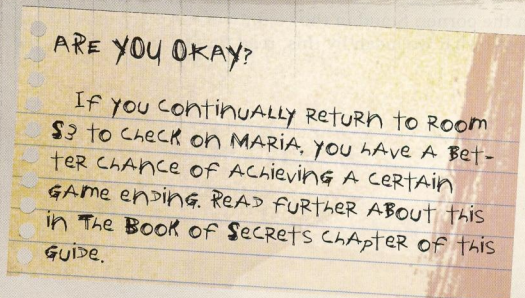 ARE YOU OKAY?
If you continually return to Room
S3 to check on Maria, you have a bet-
ter chance of achieving a certain
game ending. Read further about this
in the Book of Secrets chapter of this
guide.